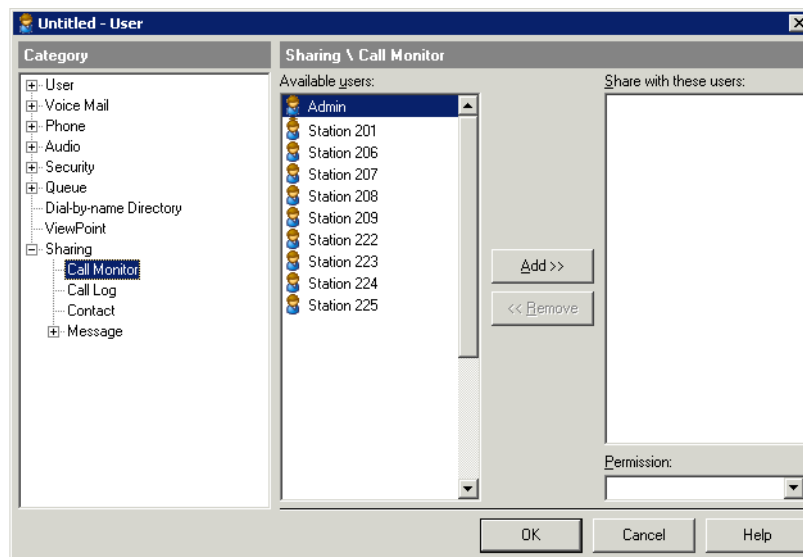 Untitled - User
Category
User
Voice Mail
Phone
Audio
Security
Queue
Dial-by-name Directory
ViewPoint
Sharing
Call Monitor
Call Log
Contact
Message
Sharing \ Call Monitor
Available users:
Admin
Station 201
Station 206
Station 207
Station 208
Station 209
Station 222
Station 223
Station 224
Station 225
Add >>
<< Remove
Share with these users:
Permission:
OK
Cancel
Help